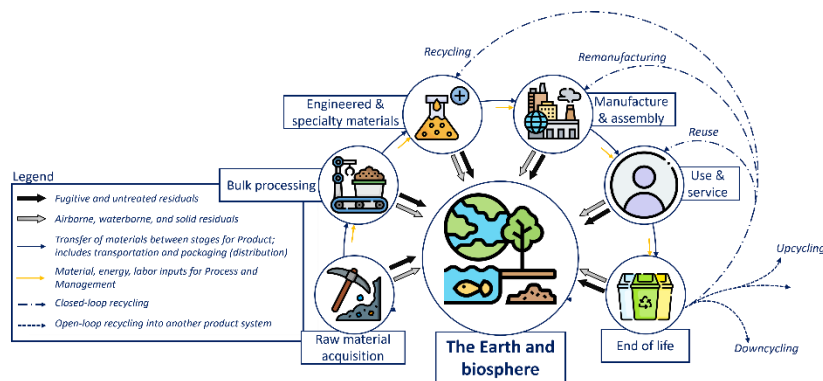 Recycling
Remonufacturing
Engineered &
specialty materials
Manufacture
& assembly
Reuse
Legend
Bulk processing
Use &
service
Fugitive and untreated residuals
Airborne, waterborne, and solid residuals
Transfer of materials between stages for Product;
includes transportation and packaging (distribution)
Material, energy, labor inputs for Process and
Management
Closed-loop recycling
Open-loop recycling into another product system
Upcycling
Raw material
acquisition
The Earth and
biosphere
End of life
Downcycling